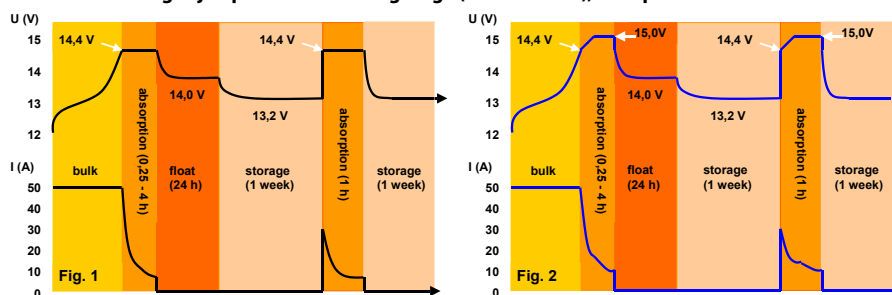 U (V)
15
14
13
12
14,4 V
14,0 V
13,2 V
14,4 V
I (A)
50
40
30
20
10
0
bulk
absorption (0,25 - 4 h)
float
(24 h)
storage
(1 week)
absorption (1 h)
storage
(1 week)
Fig. 1
U (V)
15
14
13
12
14,4 V
15,0V
14,0 V
13,2 V
14,4 V
15,0V
I (A)
50
40
30
20
10
0
bulk
absorption (0,25 - 4 h)
float
(24 h)
storage
(1 week)
absorption (1 h)
storage
(1 week)
Fig. 2